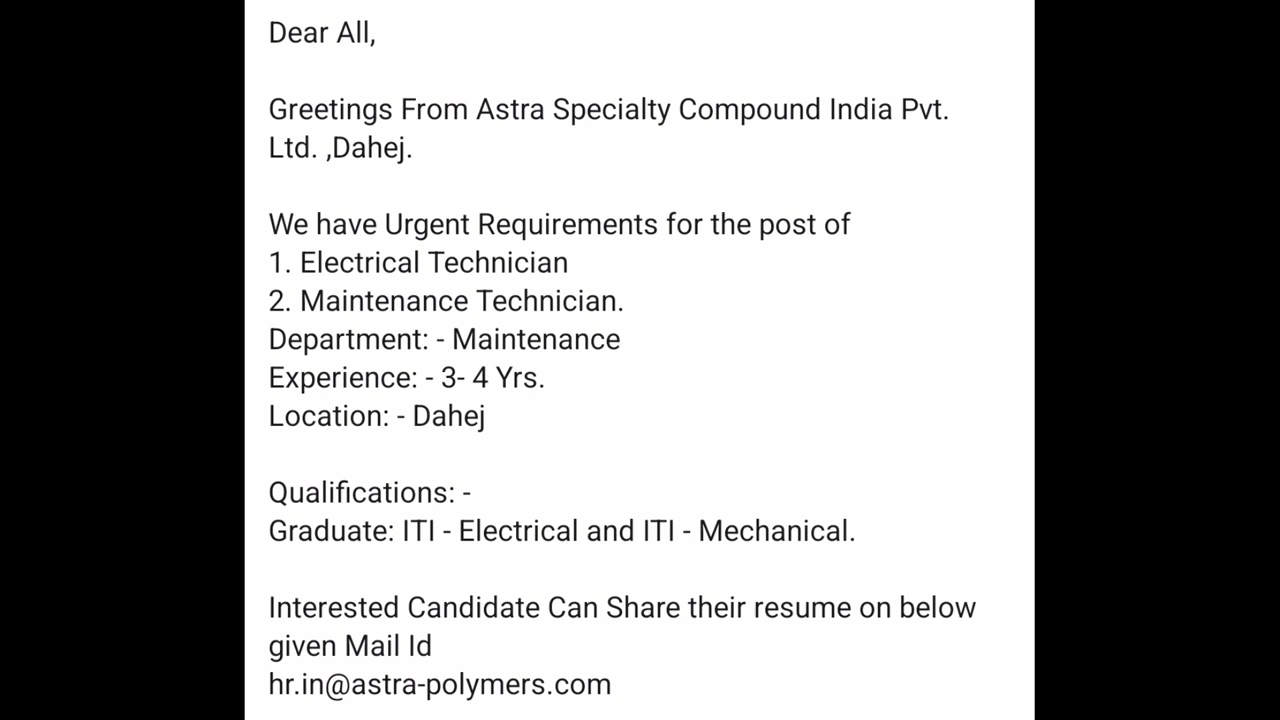 Dear All,
Greetings From Astra Specialty Compound India Pvt.
Ltd. ,Dahej.
We have Urgent Requirements for the post of
1. Electrical Technician
2. Maintenance Technician.
Department: - Maintenance
Experience: - 3- 4 Yrs.
Location: - Dahej
Qualifications: -
Graduate: ITI - Electrical and ITI - Mechanical.
Interested Candidate Can Share their resume on below
given Mail Id
hr.in@astra-polymers.com